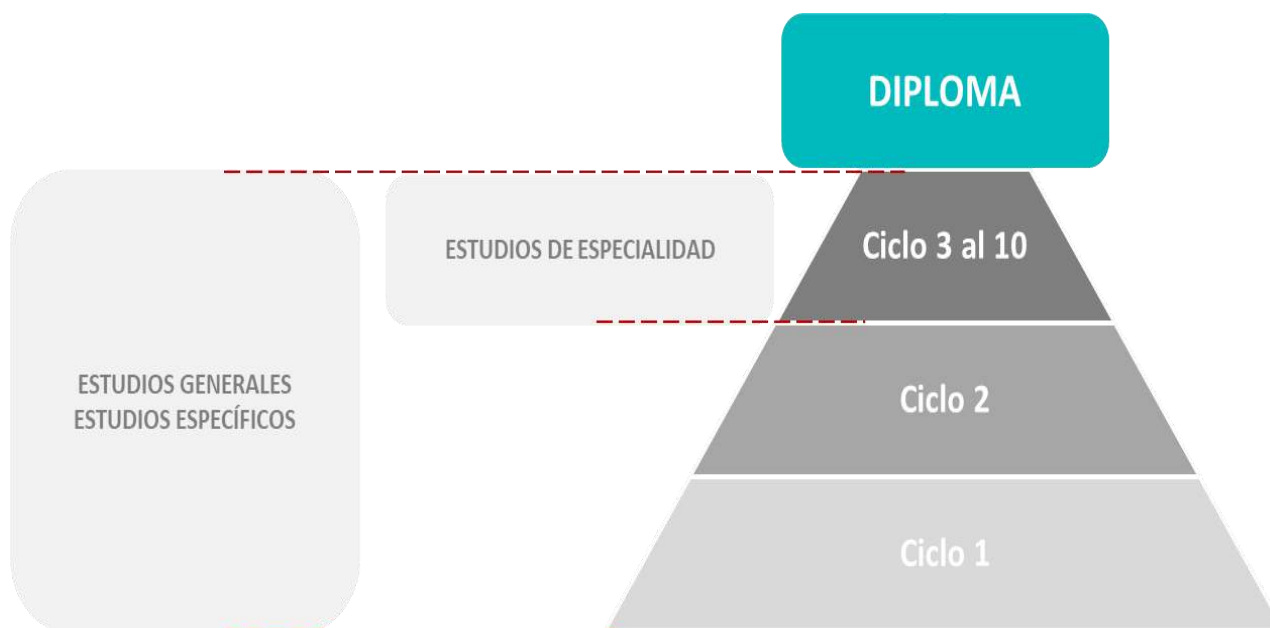 DIPLOMA
ESTUDIOS DE ESPECIALIDAD
Ciclo 3 al 10
ESTUDIOS GENERALES
ESTUDIOS ESPECÍFICOS
Ciclo 2
Ciclo 1